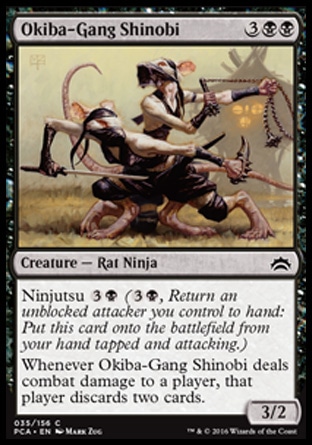 Okiba-Gang Shinobi 3
Creature — Rat Ninja
Ninjutsu 3 (3, Return an
unblocked attacker you control to hand:
Put this card onto the battlefield from
your hand tapped and attacking.)
Whenever Okiba-Gang Shinobi deals
combat damage to a player, that
player discards two cards.
3/2
035/156 C
PCA • EN Mark Zug
™ & © 2016 Wizards of the Coast